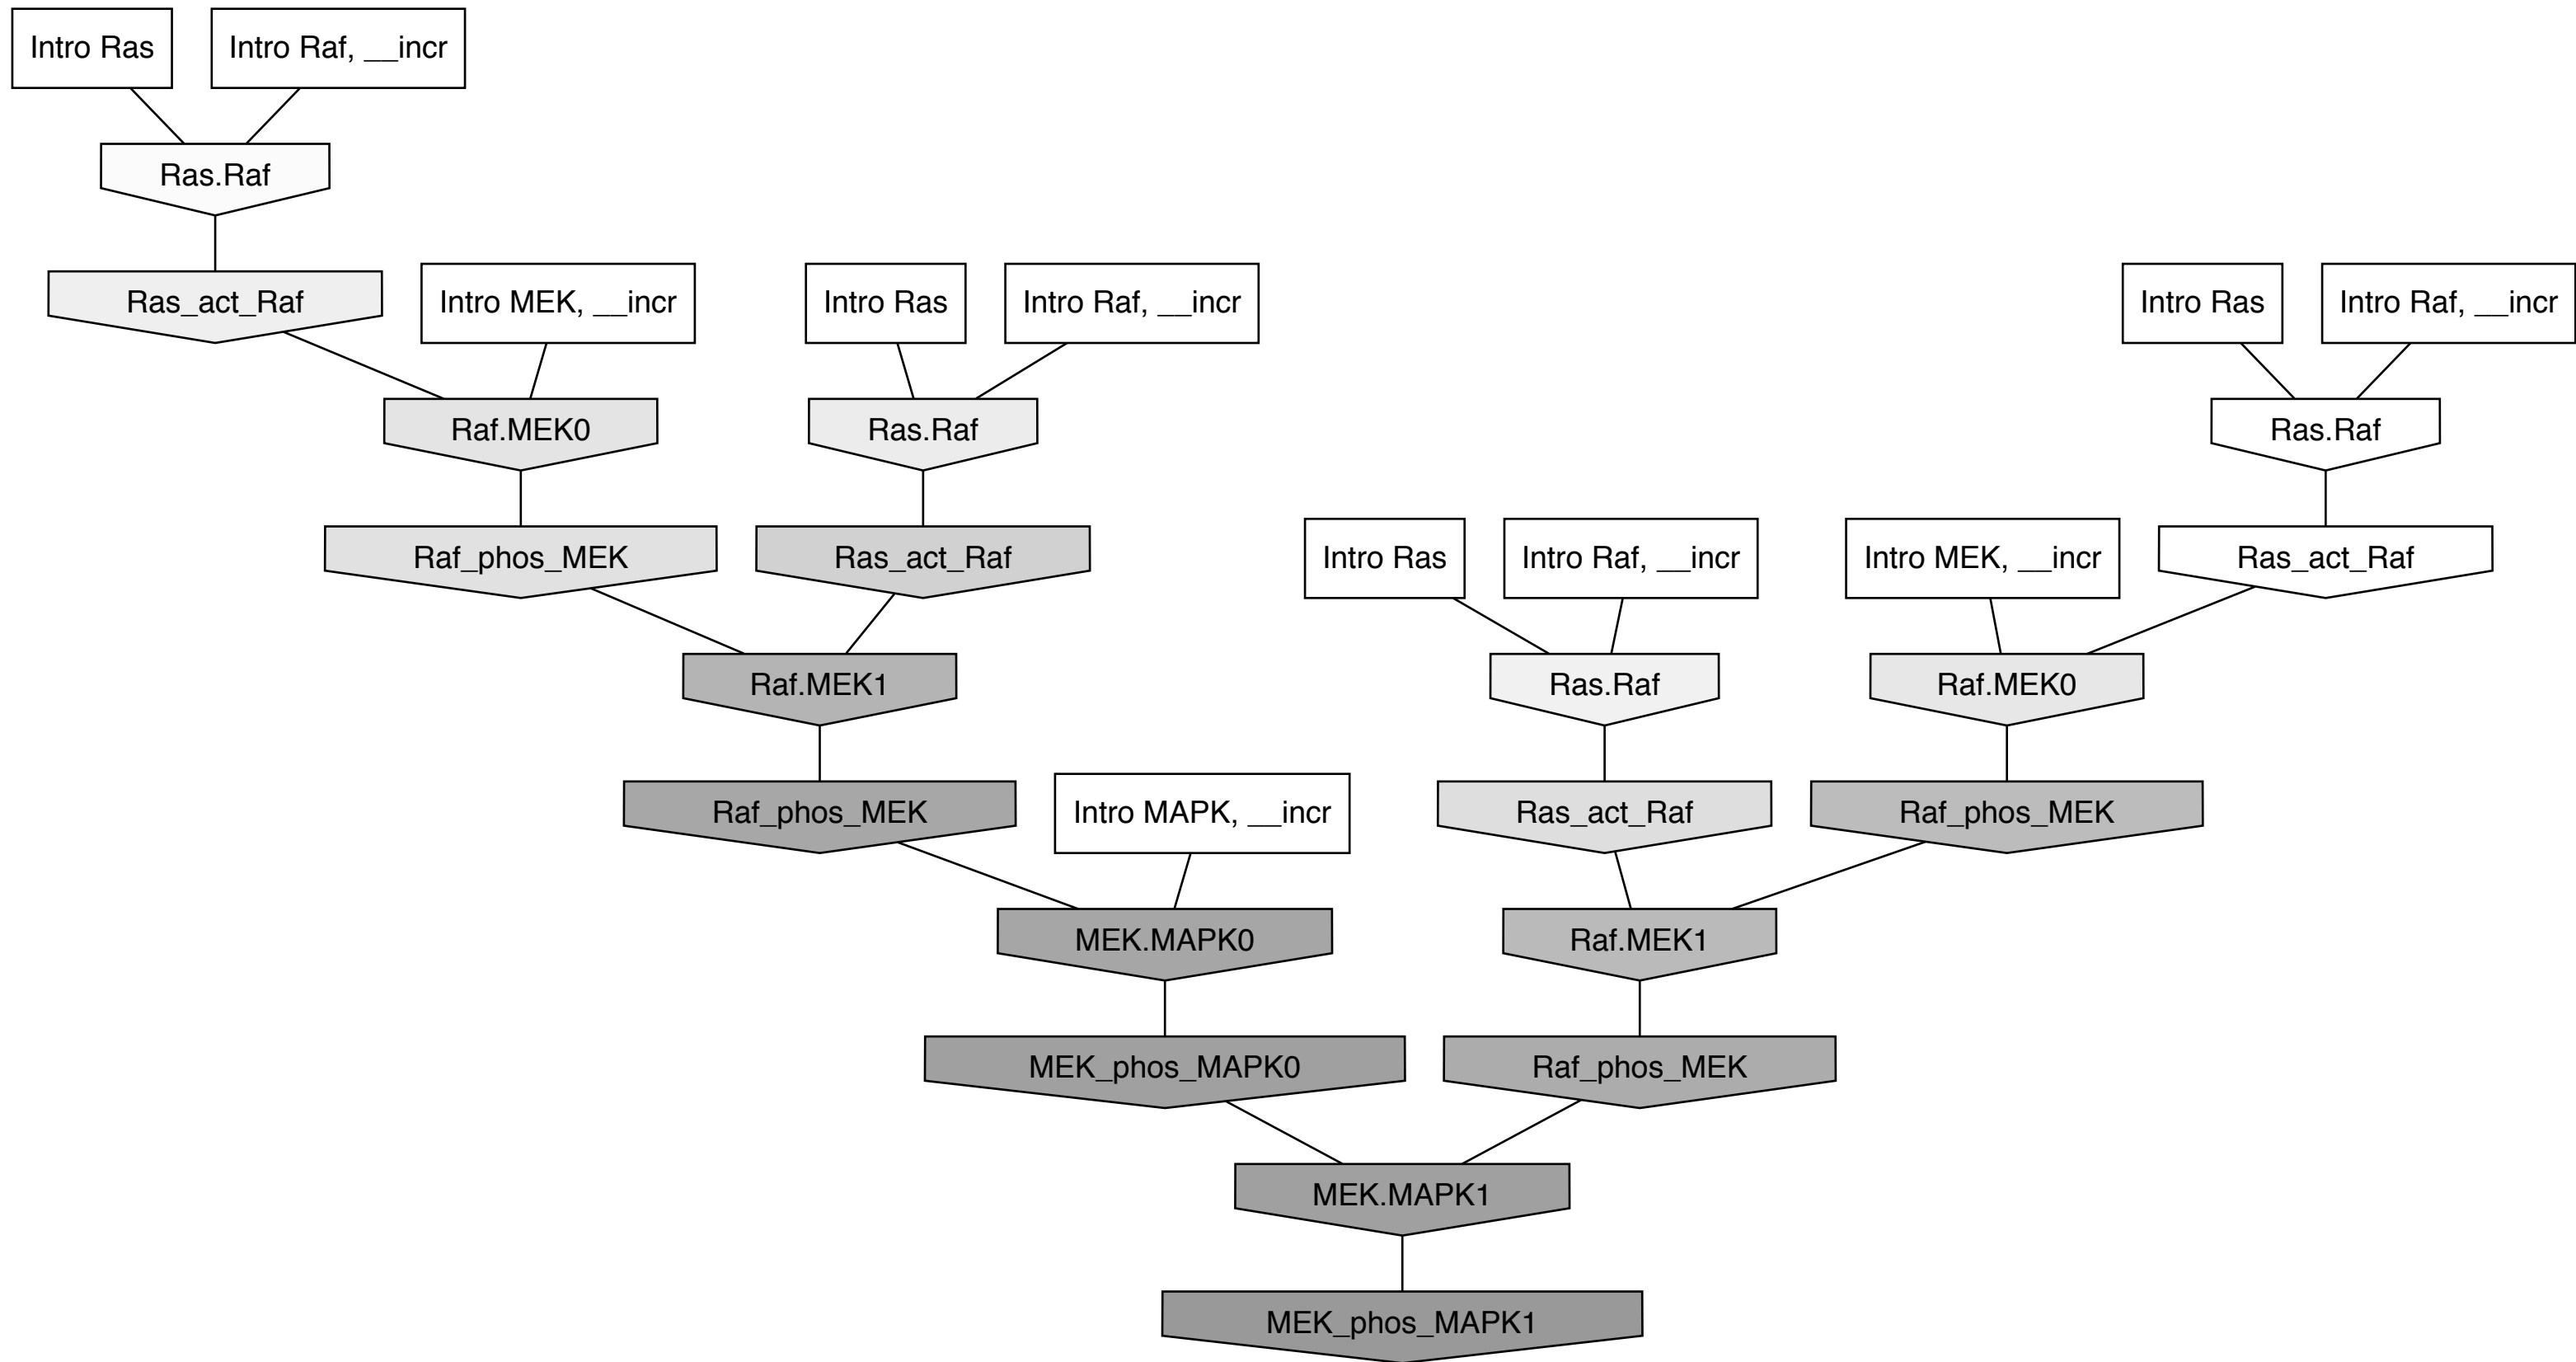 Intro Ras
Intro Raf, __incr
Ras.Raf
Ras_act_Raf
Intro MEK, __incr
Intro Ras
Intro Raf, __incr
Intro Ras
Intro Raf, __incr
Raf.MEK0
Ras.Raf
Ras.Raf
Raf_phos_MEK
Ras_act_Raf
Intro Ras
Intro Raf, __incr
Intro MEK, __incr
Ras_act_Raf
Raf.MEK1
Ras.Raf
Raf.MEK0
Raf_phos_MEK
Intro MAPK, __incr
Ras_act_Raf
Raf_phos_MEK
MEK.MAPK0
Raf.MEK1
MEK_phos_MAPK0
Raf_phos_MEK
MEK.MAPK1
MEK_phos_MAPK1